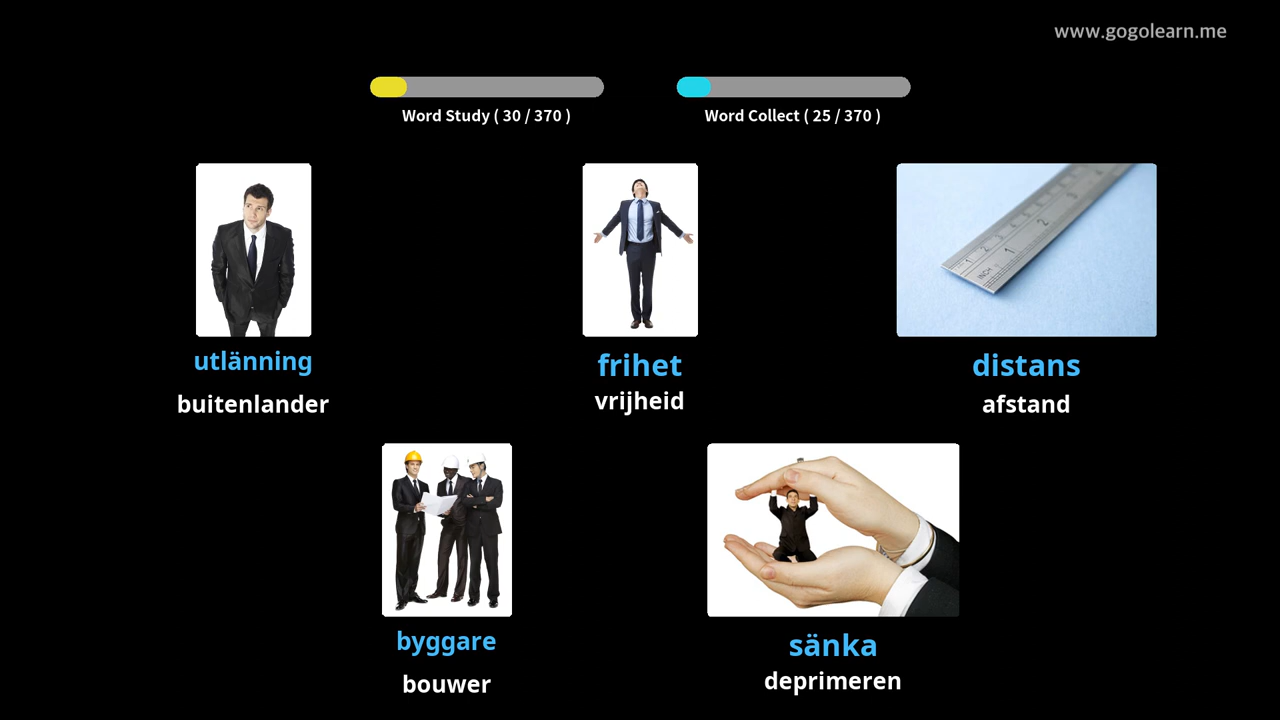 www.gogolearn.me
Word Study ( 30 / 370 )
Word Collect ( 25 / 370 )
utlänning
buitenlander
frihet
vrijheid
distans
afstand
byggare
bouwer
sänka
deprimeren